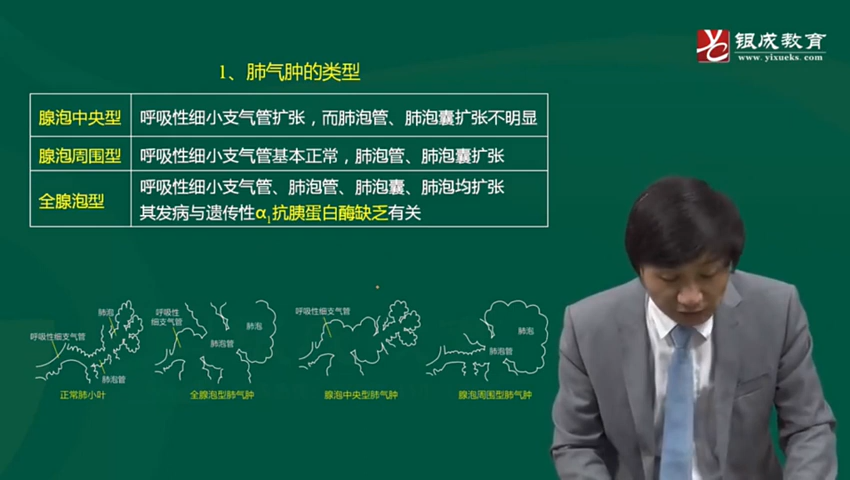 银成教育
www.yixueks.com
1、肺气肿的类型
腺泡中央型
呼吸性细小支气管扩张，而肺泡管、肺泡囊扩张不明显
腺泡周围型
呼吸性细小支气管基本正常，肺泡管、肺泡囊扩张
全腺泡型
呼吸性细小支气管、肺泡管、肺泡囊、肺泡均扩张
其发病与遗传性α1抗胰蛋白酶缺乏有关
肺泡
呼吸性细支气管
肺泡管
正常肺小叶
呼吸性
细支气管
肺泡
肺泡管
全腺泡型肺气肿
呼吸性细支气管
腺泡中央型肺气肿
肺泡
肺泡管
腺泡周围型肺气肿